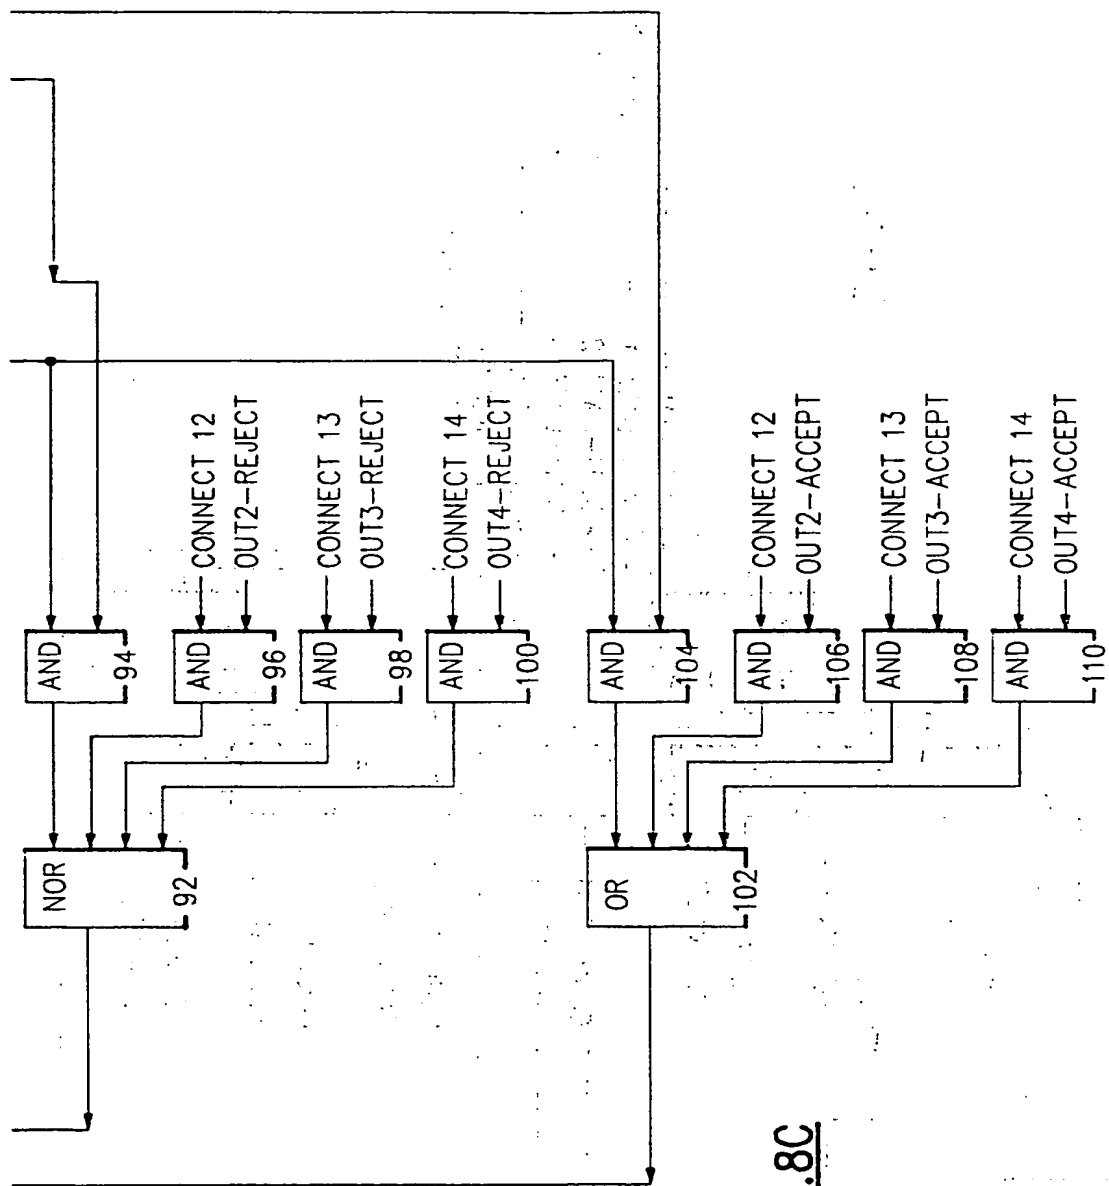 AND
94
CONNECT 12
OUT2-REJECT
AND
96
CONNECT 13
OUT3-REJECT
AND
98
CONNECT 14
OUT4-REJECT
AND
100
NOR
92
AND
104
CONNECT 12
OUT2-ACCEPT
AND
106
CONNECT 13
OUT3-ACCEPT
AND
108
CONNECT 14
OUT4-ACCEPT
AND
110
OR
102
.8C